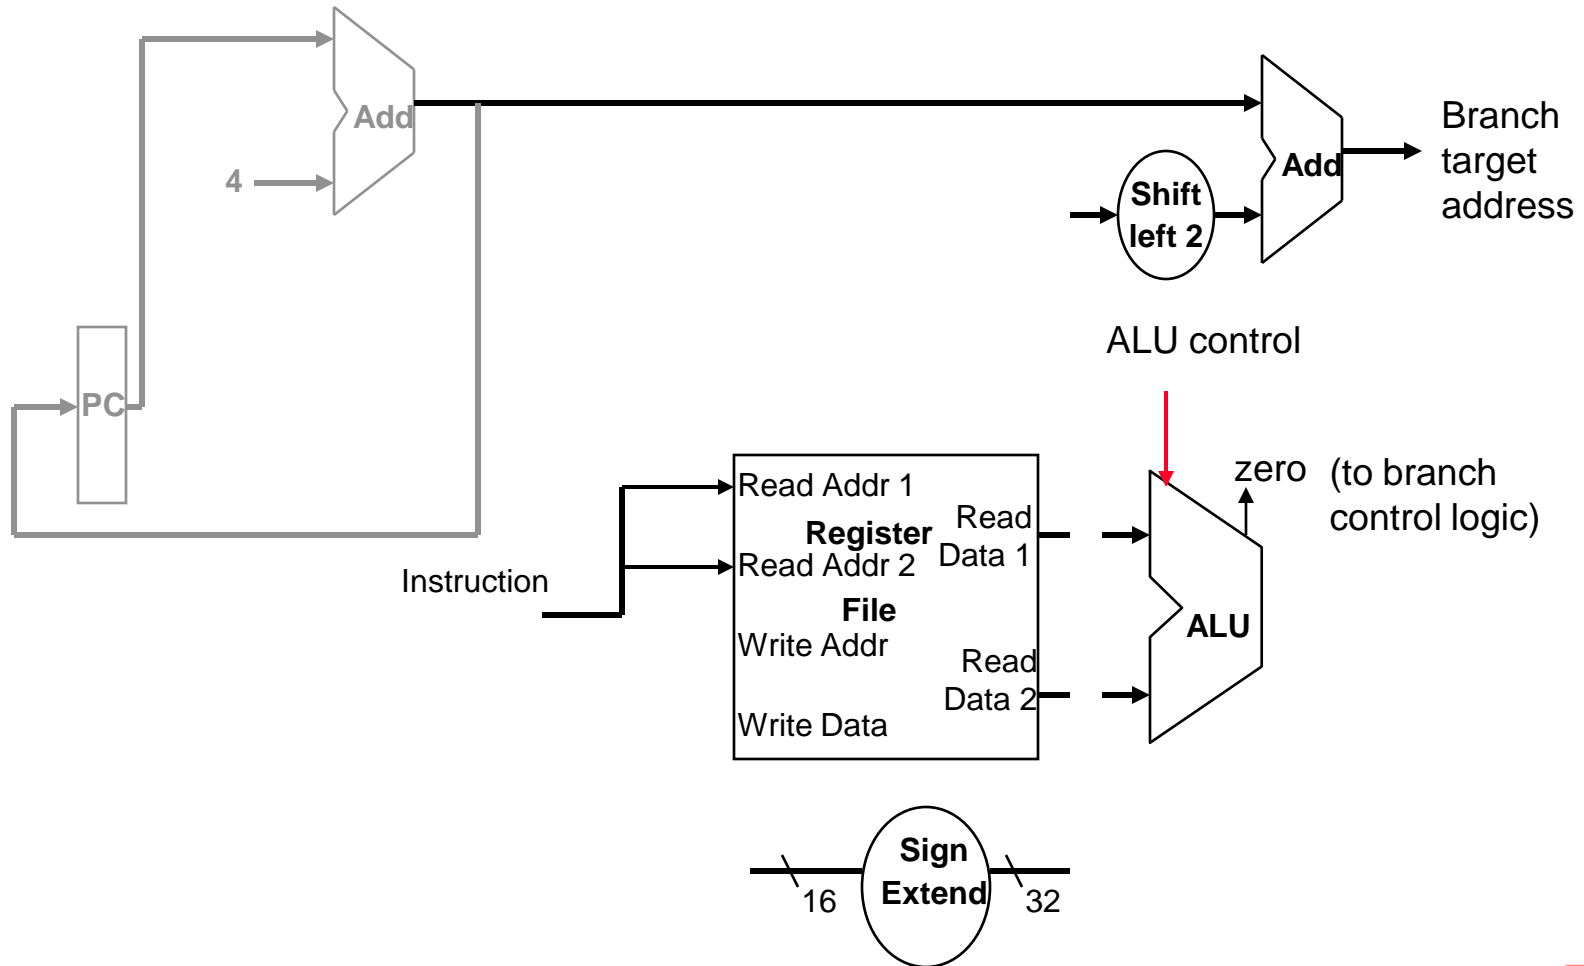 Add
4
Branch
target
address
Add
Shift
left 2
ALU control
PC
Read Addr 1
Register
Read Addr 2
File
Write Addr
Write Data
Read
Data 1
Read
Data 2
Instruction
zero
(to branch
control logic)
ALU
Sign
Extend
16
32